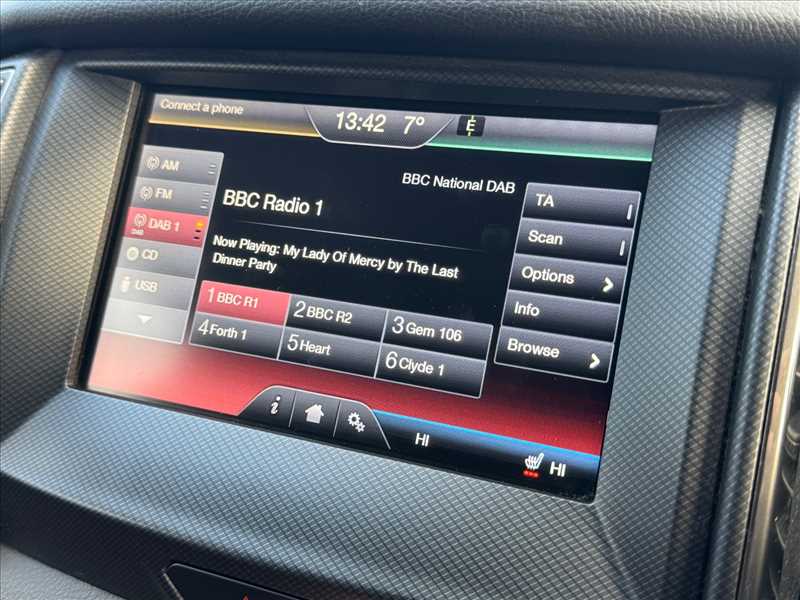 Connect a phone
13:42 7°
E
AM
FM
DAB 1
DAB
CD
USB
BBC National DAB
BBC Radio 1
Now Playing: My Lady Of Mercy by The Last
Dinner Party
1 BBC R1
2 BBC R2
3 Gem 106
4 Forth 1
5 Heart
6 Clyde 1
TA
Scan
Options
Info
Browse
i
HI
HI